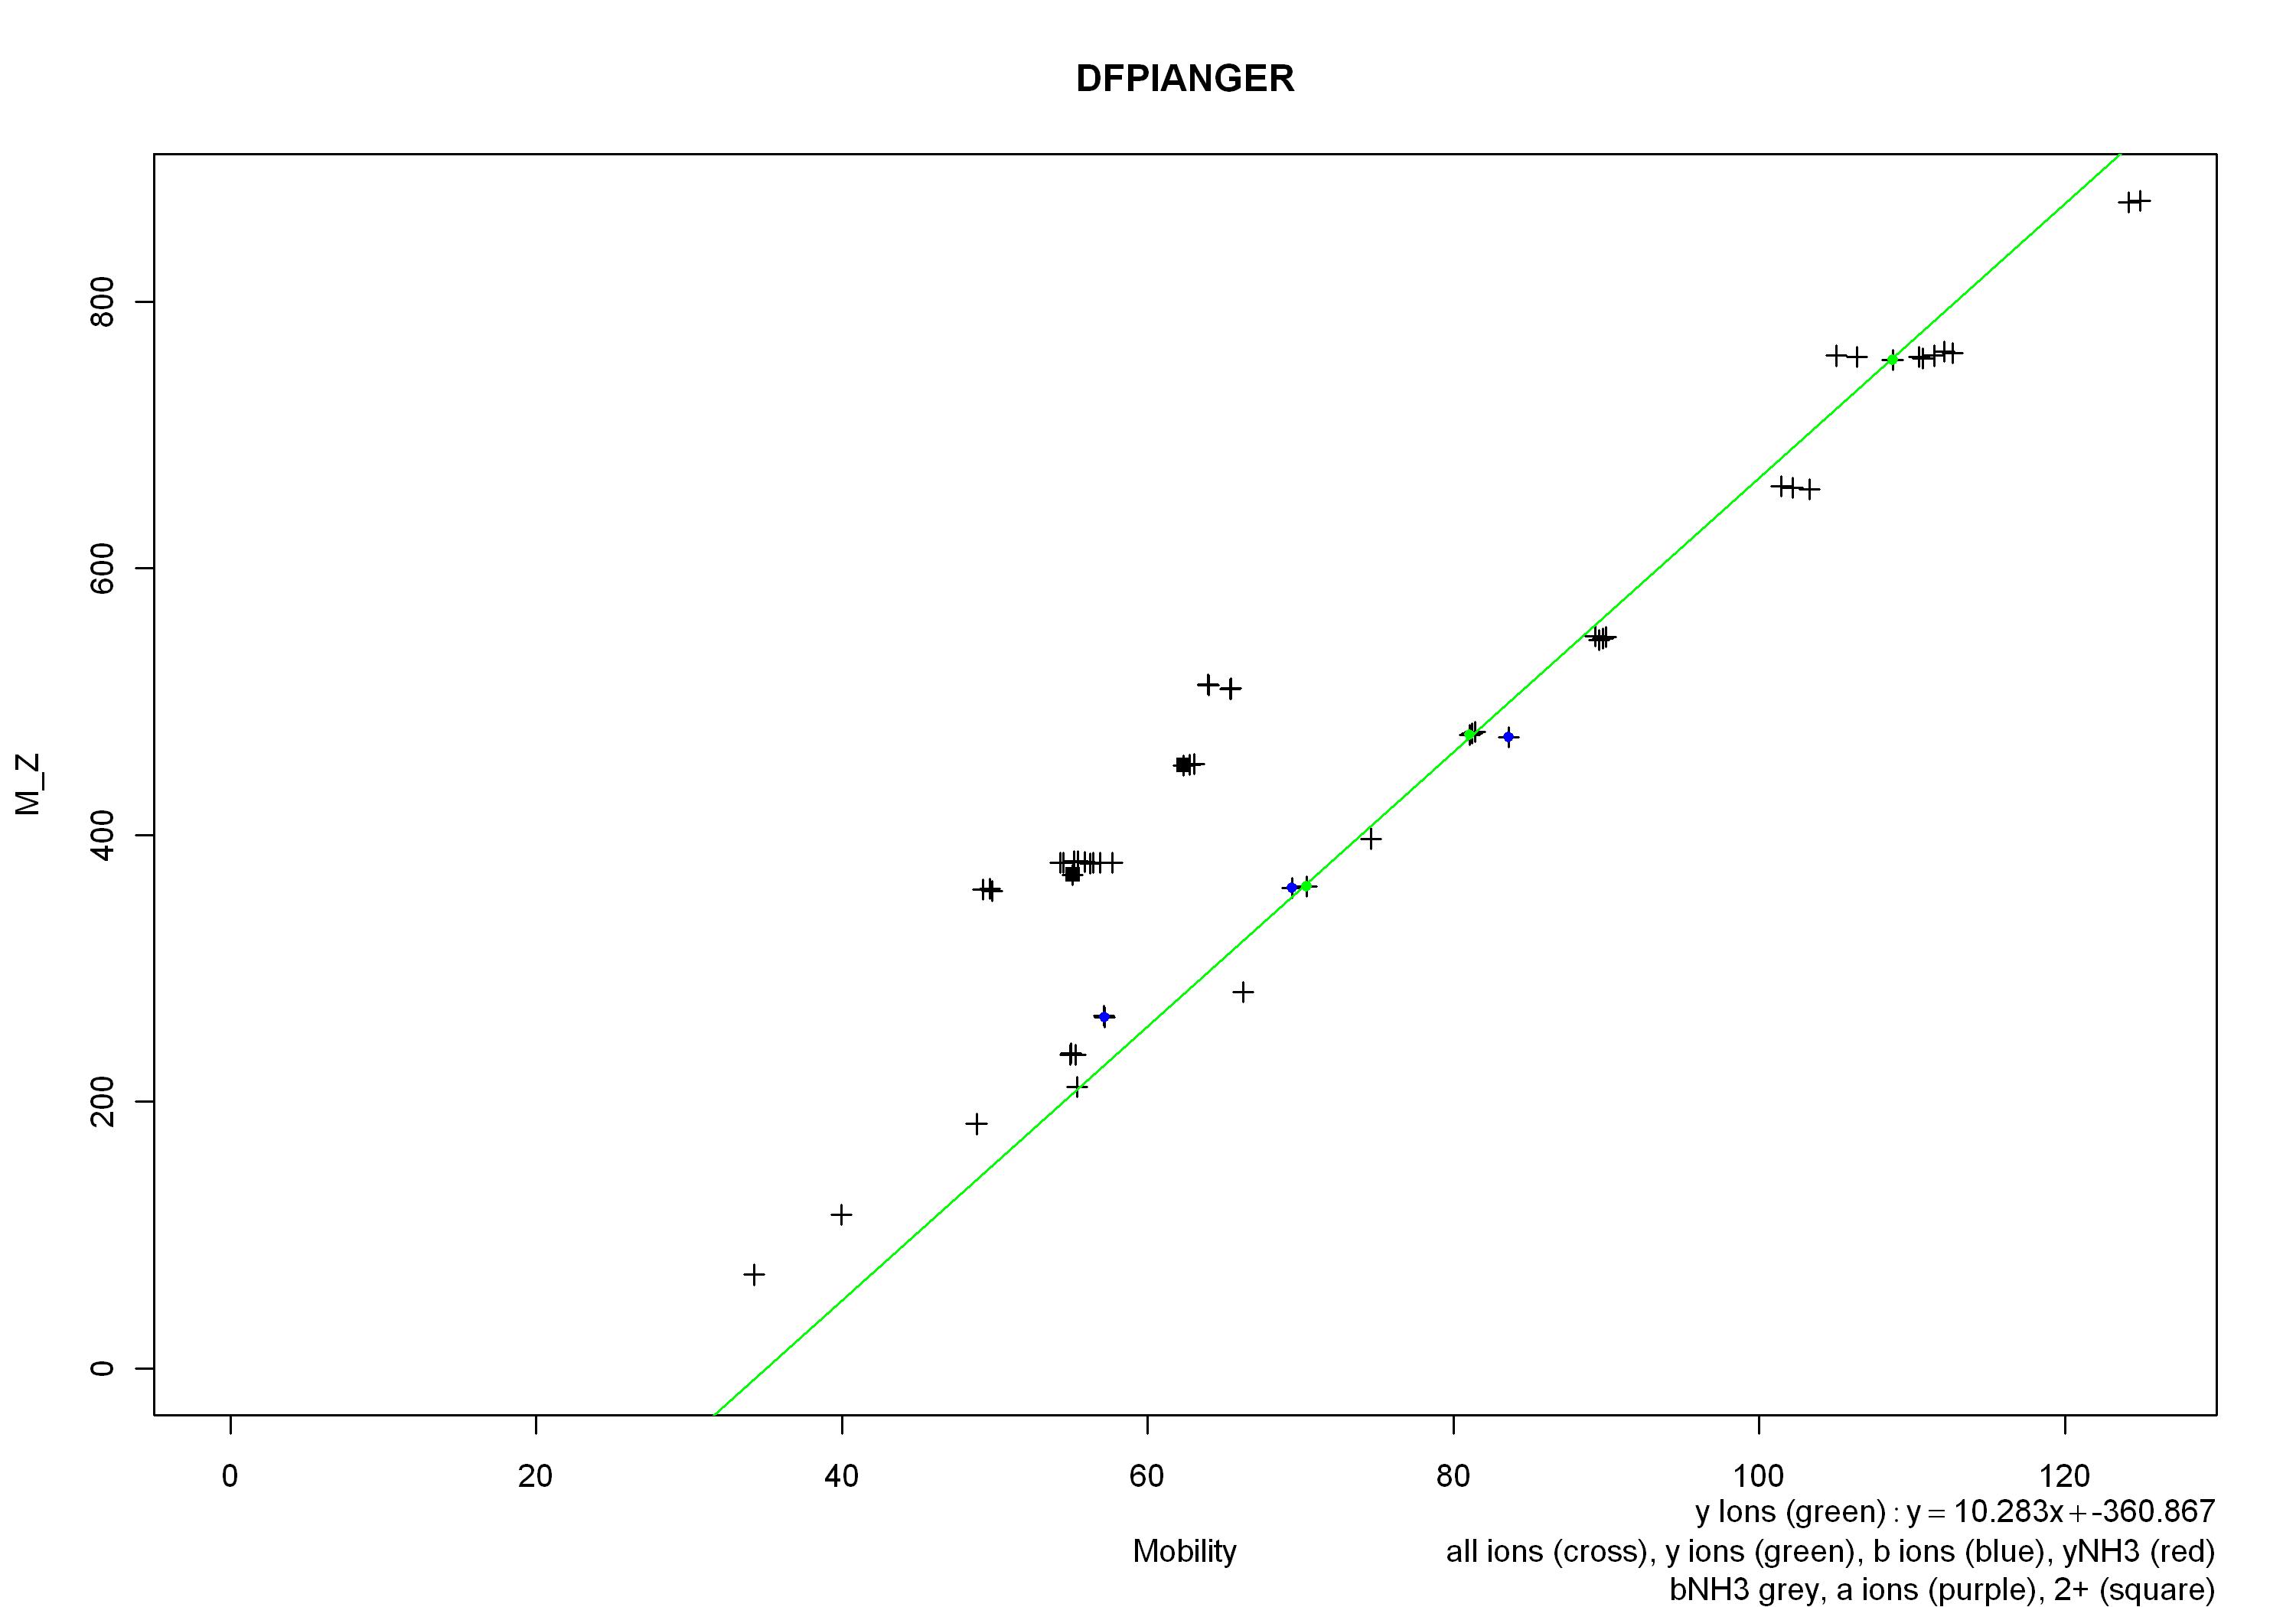 DFPIANGER
M_Z
800
600
400
200
0
0 20 40 60 80 100 120
Mobility
y Ions (green) : y = 10.283x + -360.867
all ions (cross), y ions (green), b ions (blue), yNH3 (red)
bNH3 grey, a ions (purple), 2+ (square)